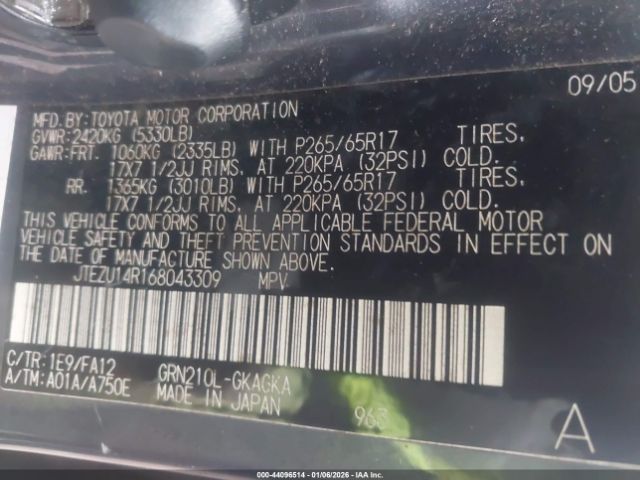 09/05
MFD.BY:TOYOTA MOTOR CORPORATION
GVWR:2420KG (5330LB)
GAWR:FRT. 1060KG (2335LB) WITH P265/65R17 TIRES,
17X7 1/2JJ RIMS, AT 220KPA (32PSI) COLD.
RR. 1365KG (3010LB) WITH P265/65R17 TIRES,
17X7 1/2JJ RIMS, AT 220KPA (32PSI) COLD.
THIS VEHICLE CONFORMS TO ALL APPLICABLE FEDERAL MOTOR
VEHICLE SAFETY AND THEFT PREVENTION STANDARDS IN EFFECT ON
THE DATE OF MANUFACTURE SHOWN ABOVE.
JTEZU14R168043309 MPV
C/TR:1E9/FA12 GRN210L-GKAGKA
A/TM:A01A/A750E MADE IN JAPAN 963 A
000-44096514 - 01/06/2026 - IAA Inc.